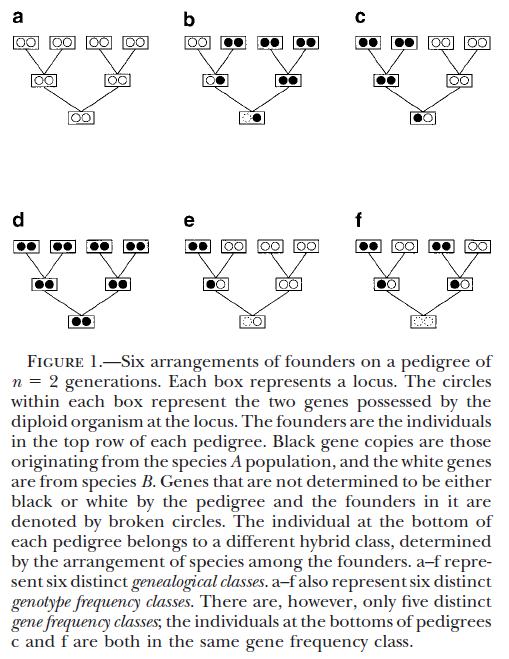 a
b
c
d
e
f
FIGURE 1.—Six arrangements of founders on a pedigree of
n = 2 generations. Each box represents a locus. The circles
within each box represent the two genes possessed by the
diploid organism at the locus. The founders are the individuals
in the top row of each pedigree. Black gene copies are those
originating from the species A population, and the white genes
are from species B. Genes that are not determined to be either
black or white by the pedigree and the founders in it are
denoted by broken circles. The individual at the bottom of
each pedigree belongs to a different hybrid class, determined
by the arrangement of species among the founders. a–f repre-
sent six distinct genealogical classes. a–f also represent six distinct
genotype frequency classes. There are, however, only five distinct
gene frequency classes; the individuals at the bottoms of pedigrees
c and f are both in the same gene frequency class.